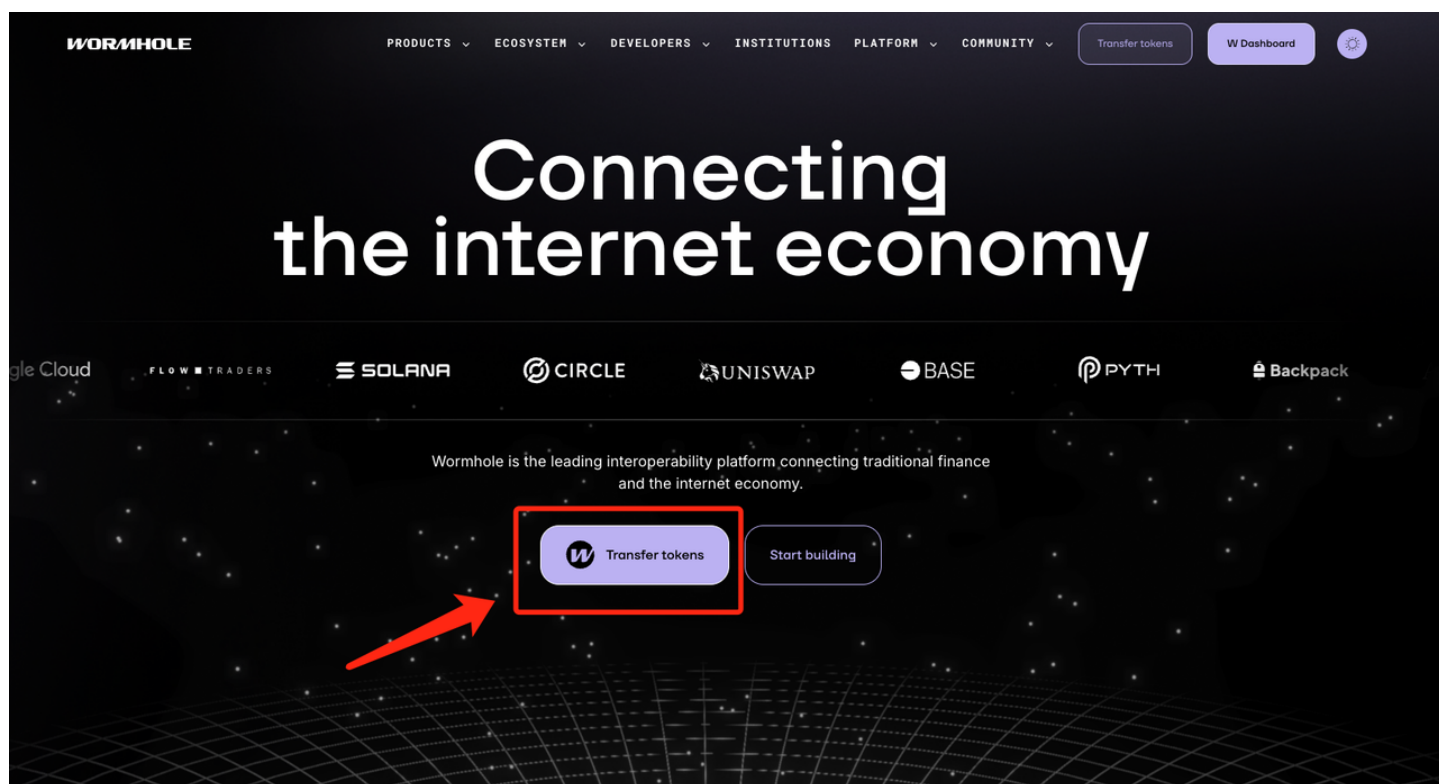 WORMHOLE
PRODUCTS ECOSYSTEM DEVELOPERS INSTITUTIONS PLATFORM COMMUNITY Transfer tokens W Dashboard
Connecting
the internet economy
gle Cloud FLOW TRADERS SOLANA CIRCLE UNISWAP BASE PYTH Backpack
Wormhole is the leading interoperability platform connecting traditional finance
and the internet economy.
W Transfer tokens Start building